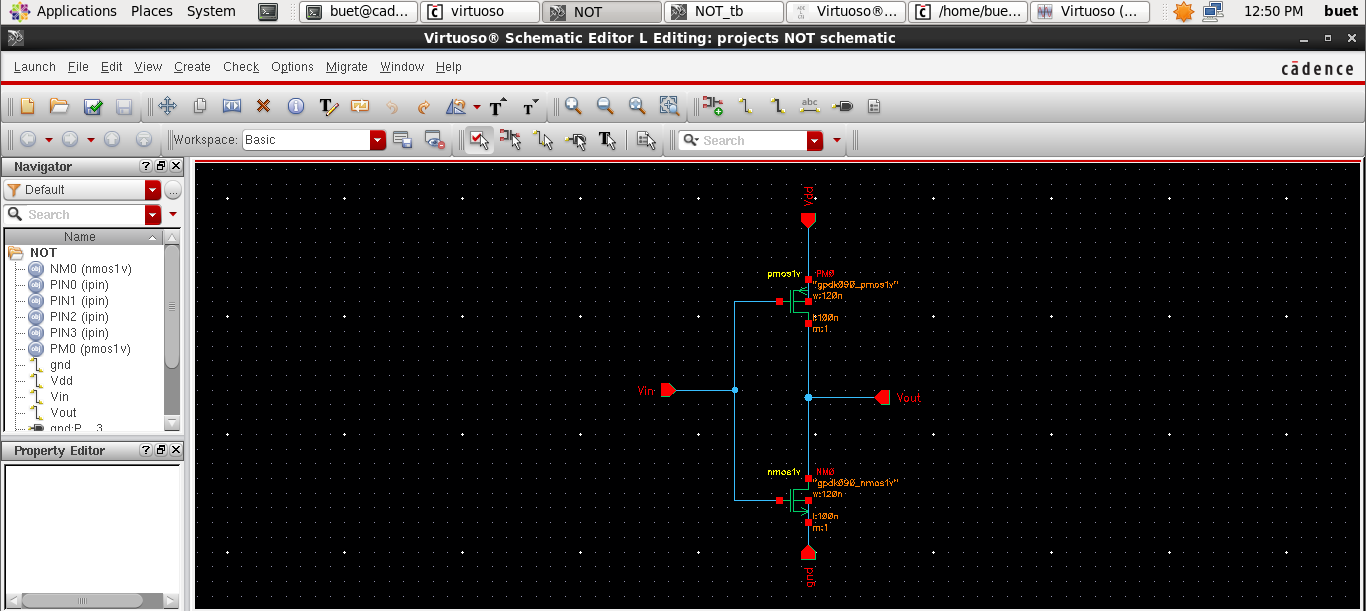 Applications Places System
buet@cad...
virtuoso
NOT
NOT_tb
Virtuoso®...
/home/bue...
Virtuoso (...
12:50 PM buet
Virtuoso® Schematic Editor L Editing: projects NOT schematic
Launch File Edit View Create Check Options Migrate Window Help
cādence
abc
Workspace: Basic
Search
Navigator
Default
Search
Name
NOT
NM0 (nmos1v)
PIN0 (ipin)
PIN1 (ipin)
PIN2 (ipin)
PIN3 (ipin)
PM0 (pmos1v)
gnd
Vdd
Vin
Vout
gnd:P... 3
Property Editor
Vdd
pmos1v PM0
"gpdk090_pmos1v"
w:120n
l:100n
m:1
Vin
Vout
nmos1v NM0
"gpdk090_nmos1v"
w:120n
l:100n
m:1
gnd